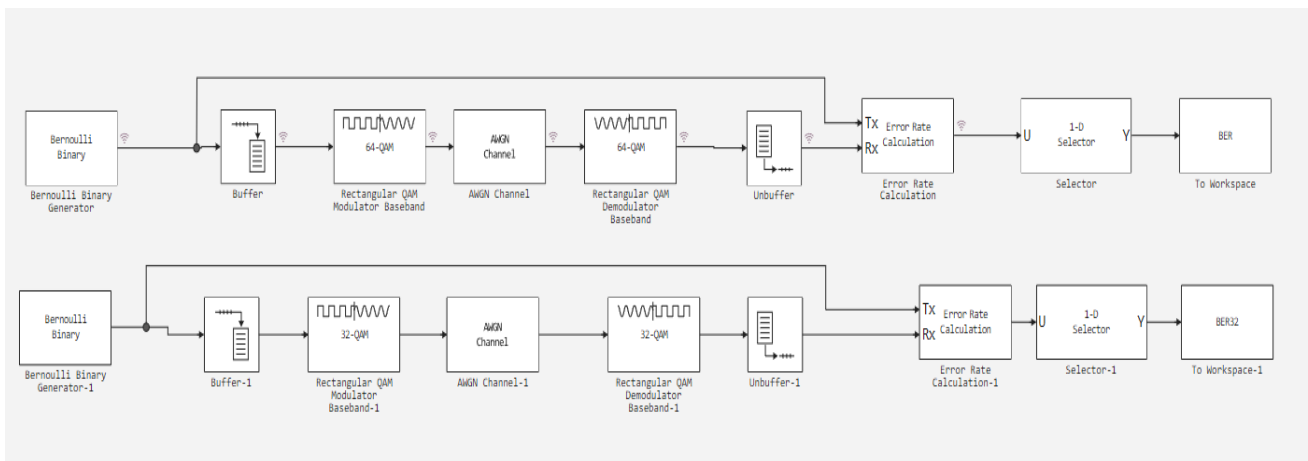 Bernoulli
Binary
Bernoulli Binary
Generator
Buffer
64-QAM
Rectangular QAM
Modulator Baseband
AWGN
Channel
AWGN Channel
64-QAM
Rectangular QAM
Demodulator
Baseband
Unbuffer
Tx
Rx
Error Rate
Calculation
Error Rate
Calculation
U
1-D
Selector
Y
Selector
BER
To Workspace
Bernoulli
Binary
Bernoulli Binary
Generator-1
Buffer-1
32-QAM
Rectangular QAM
Modulator
Baseband-1
AWGN
Channel
AWGN Channel-1
32-QAM
Rectangular QAM
Demodulator
Baseband-1
Unbuffer-1
Tx
Rx
Error Rate
Calculation
Error Rate
Calculation-1
U
1-D
Selector
Y
Selector-1
BER32
To Workspace-1